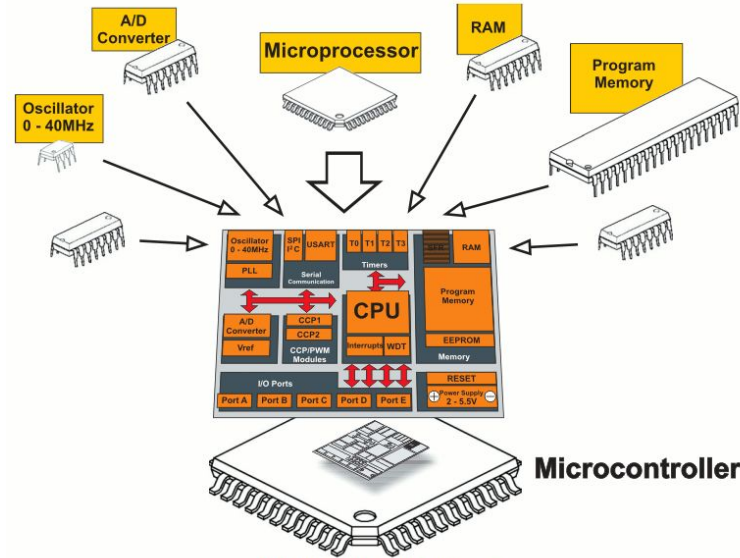 A/D
Converter
Microprocessor
RAM
Program
Memory
Oscillator
0 - 40MHz
Oscillator
0 - 40MHz
PLL
SPI
I²C
USART
Serial
Communication
T0
T1
T2
T3
Timers
SFR
RAM
Program
Memory
EEPROM
Memory
A/D
Converter
Vref
CCP1
CCP2
CCP/PWM
Modules
CPU
Interrupts
WDT
I/O Ports
Port A
Port B
Port C
Port D
Port E
RESET
+
Power Supply
2 - 5.5V
-
Microcontroller